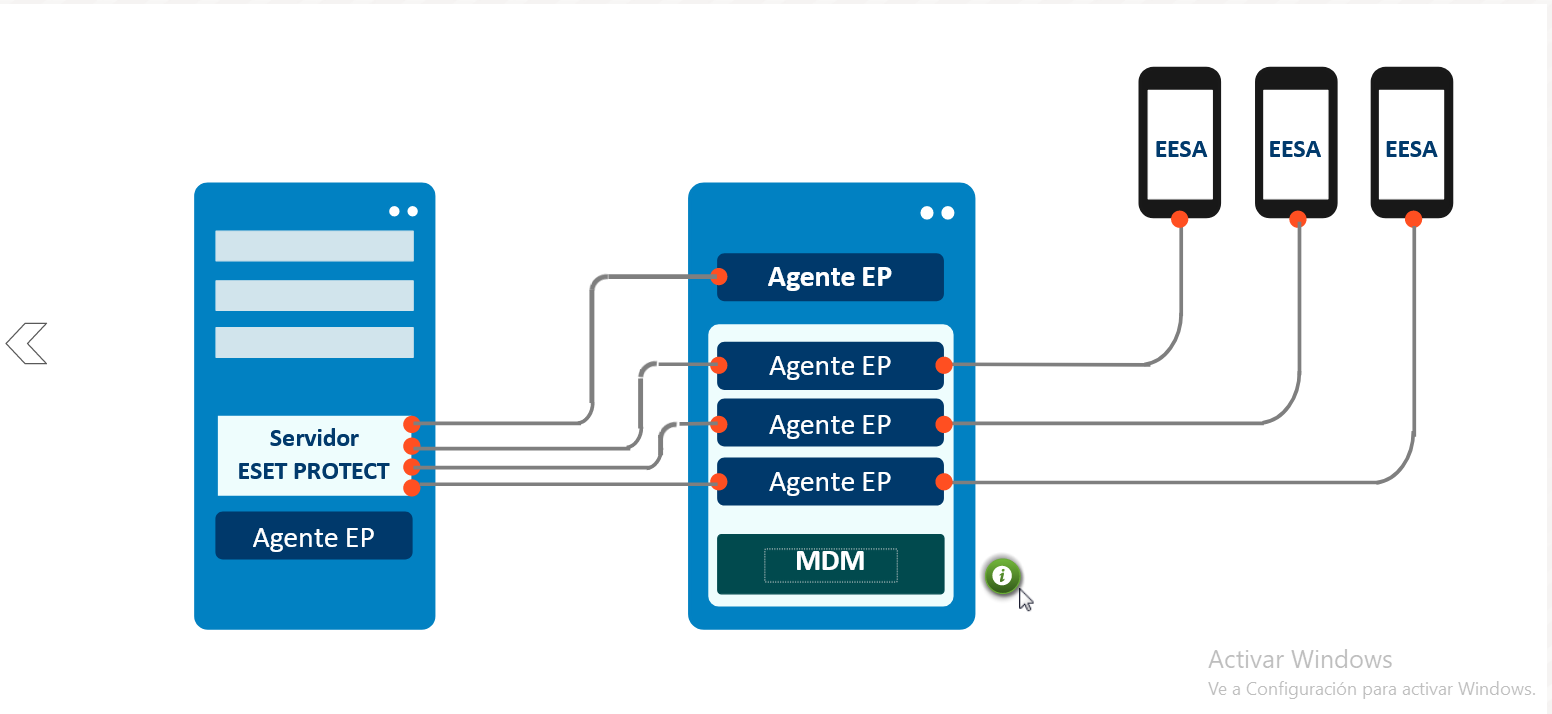 EESA
EESA
EESA
Servidor
ESET PROTECT
Agente EP
Agente EP
Agente EP
Agente EP
Agente EP
MDM
i
Activar Windows
Ve a Configuración para activar Windows.